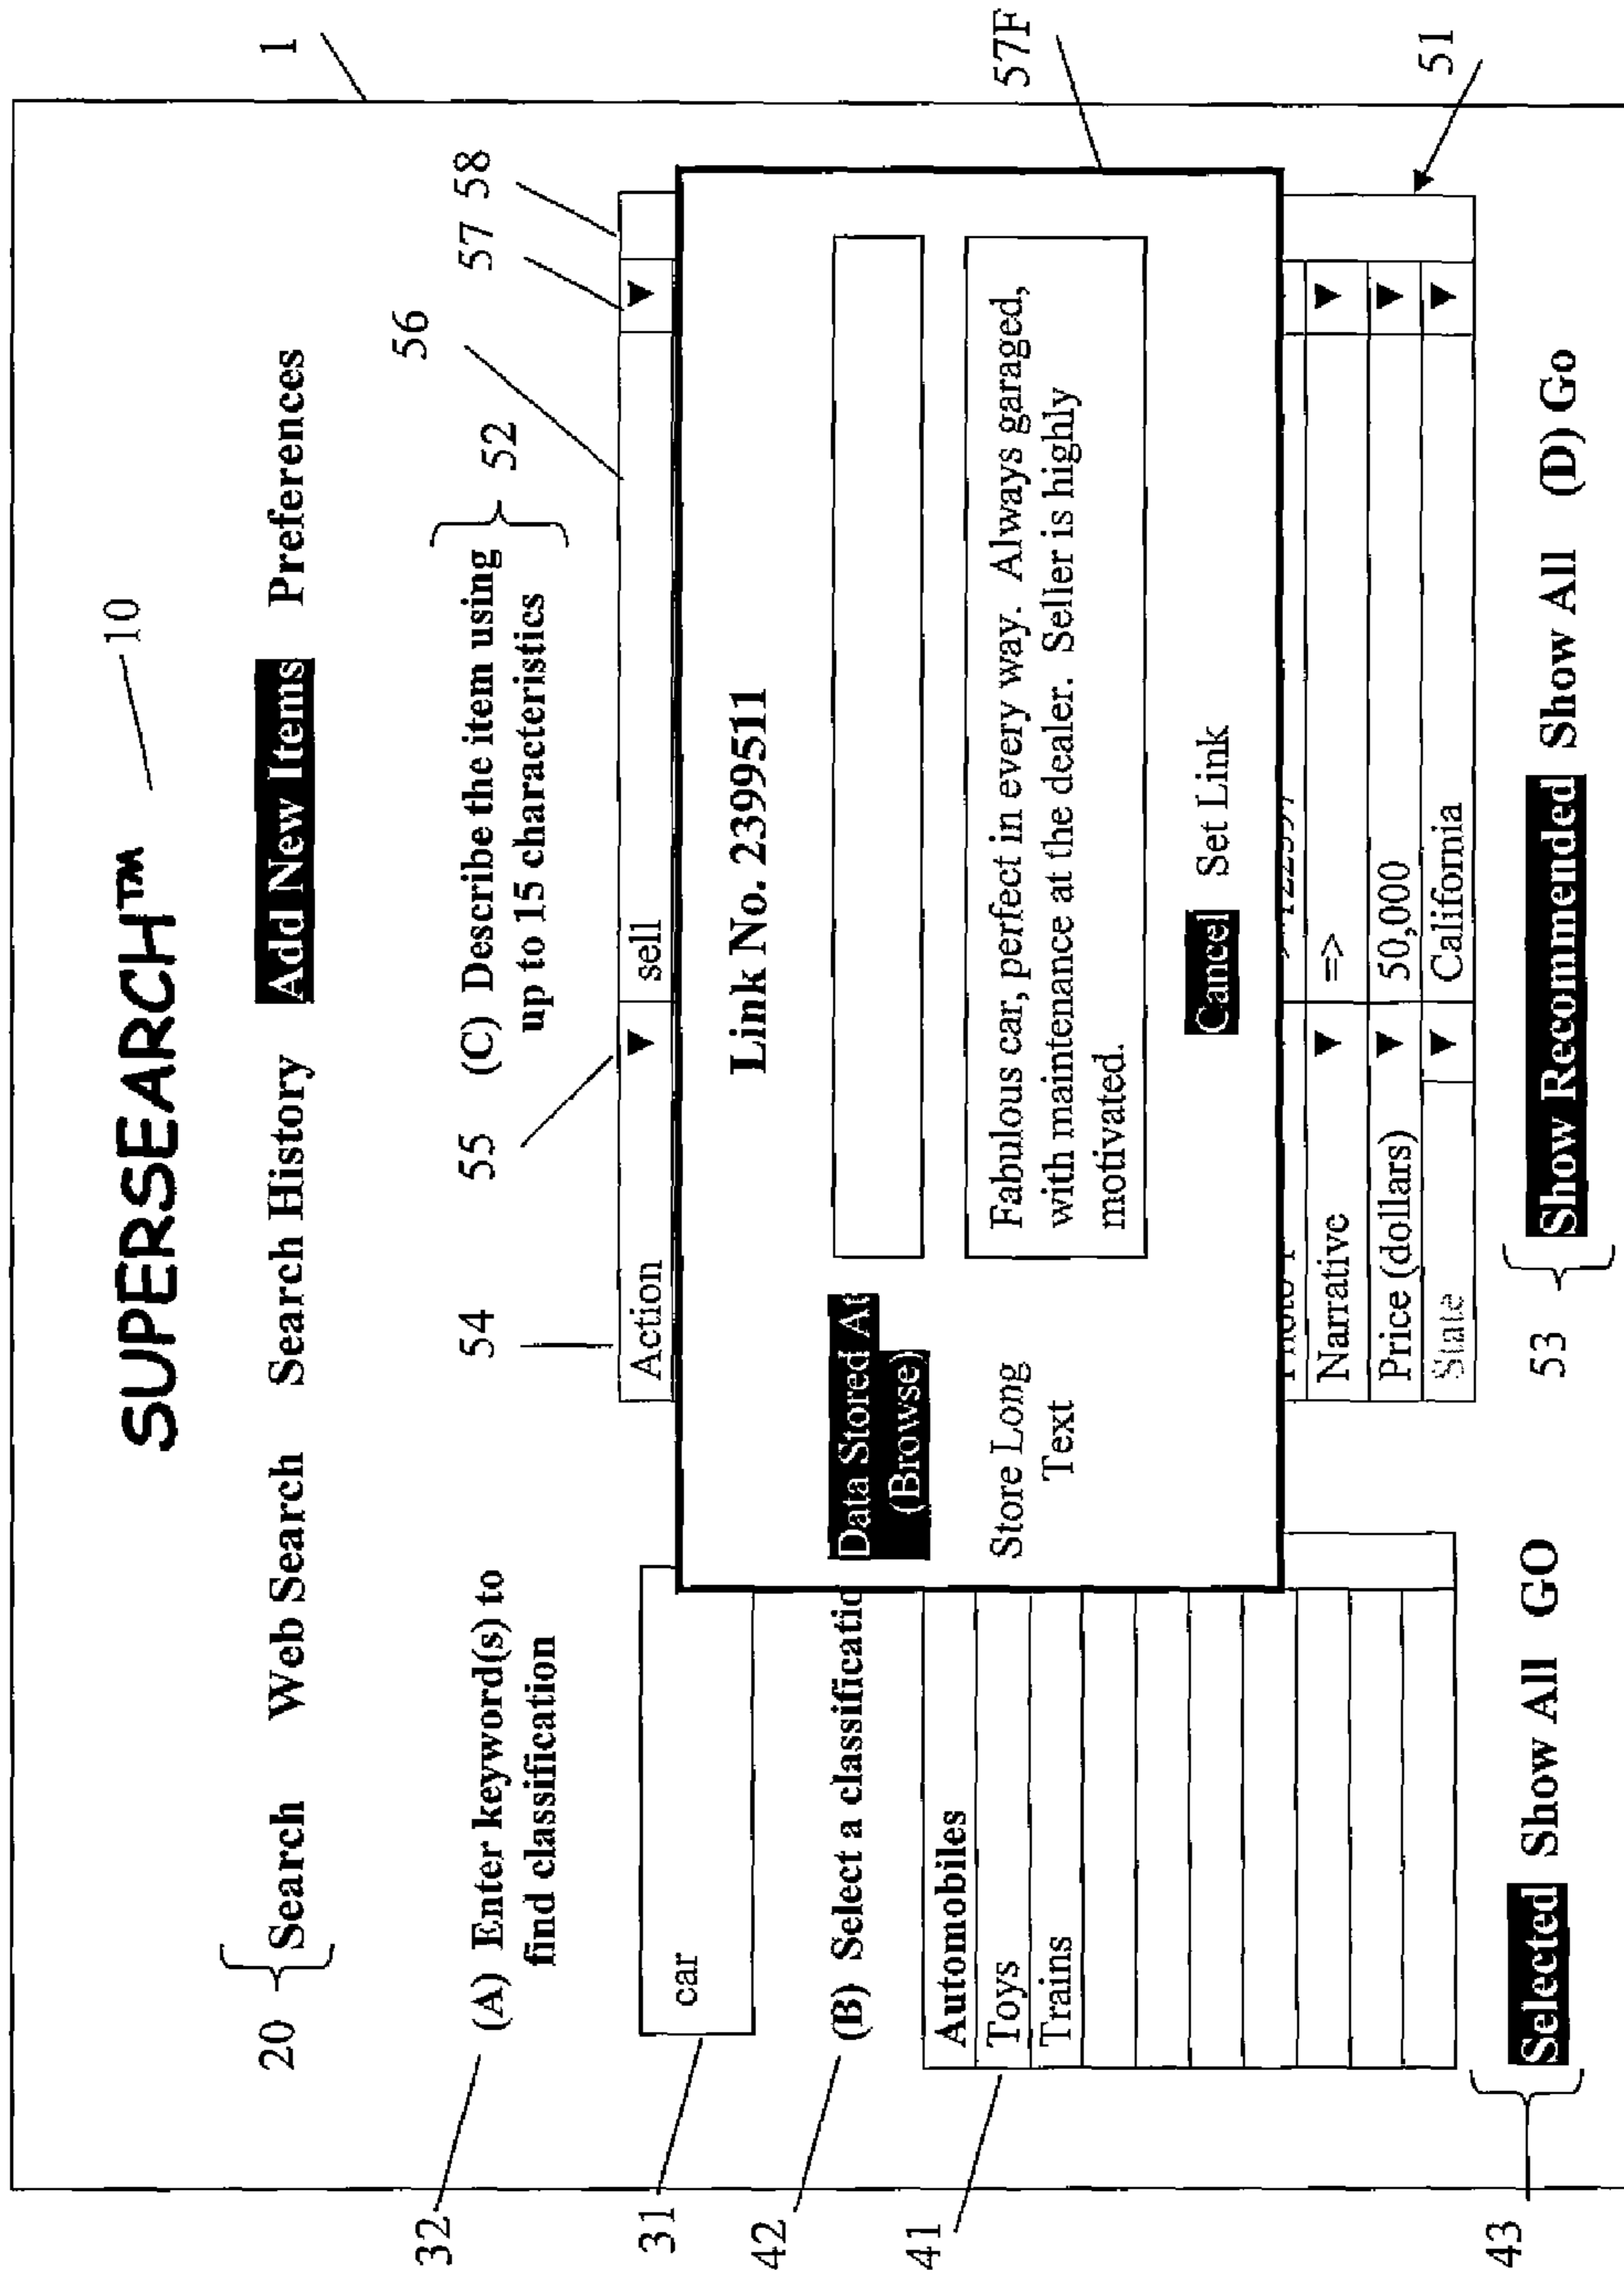 SUPERSEARCH™
10
1
20
Search Web Search Search History Add New Items Preferences
32
(A) Enter keyword(s) to
find classification
31
car
42
(B) Select a classificatio
41
Automobiles
Toys
Trains
43
Selected Show All GO
(C) Describe the item using
up to 15 characteristics
52
54
55
56
57
58
Action ▼ sell ▼
57F
Link No. 2399511
Data Stored At
(Browse)
Store Long
Text
Fabulous car, perfect in every way. Always garaged,
with maintenance at the dealer. Seller is highly
motivated.
Cancel Set Link
Narrative ▼ => ▼
Price (dollars) ▼ 50,000 ▼
State ▼ California ▼
51
53
Show Recommended Show All (D) Go